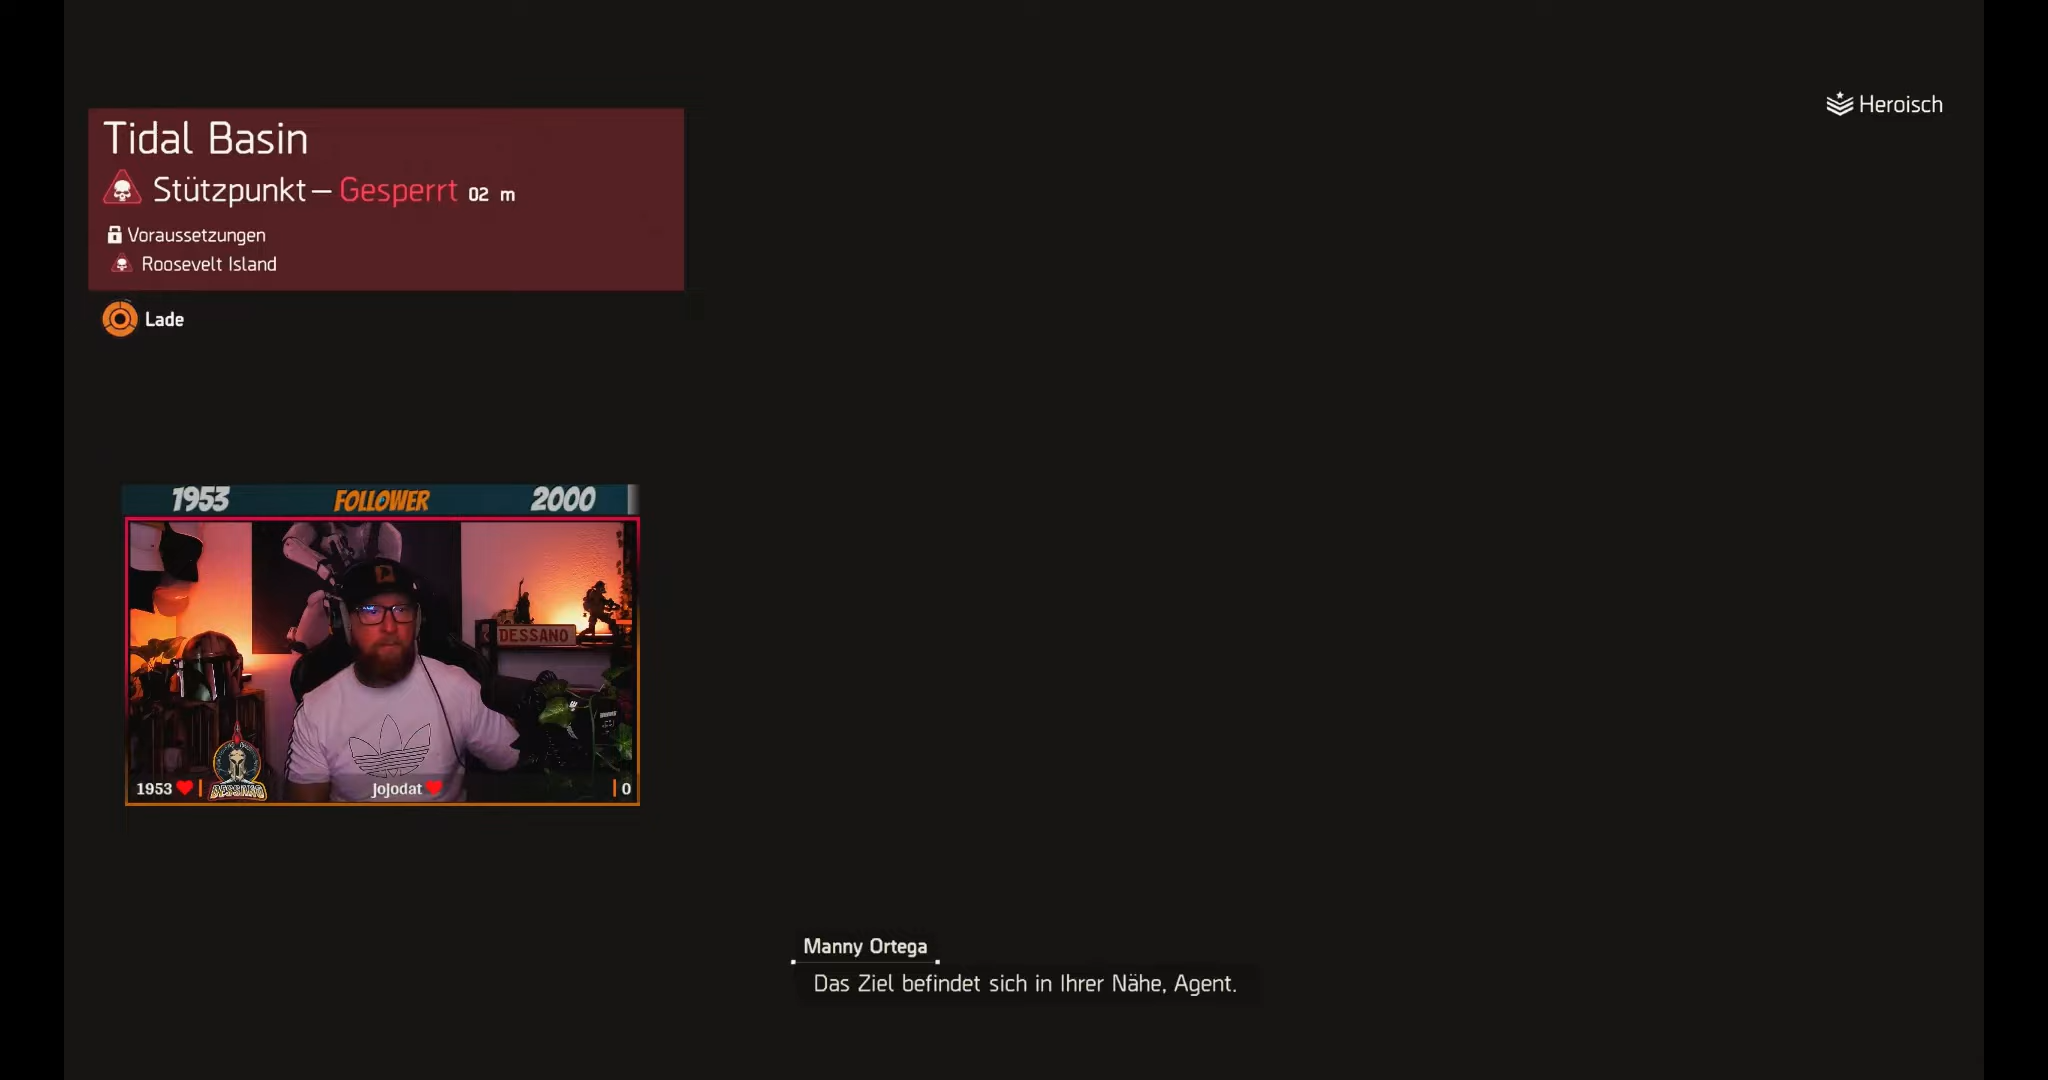 Heroisch
Tidal Basin
Stützpunkt – Gesperrt 02 m
Voraussetzungen
Roosevelt Island
Lade
1953 FOLLOWER 2000
DESSANO
DESSANO
1953 JoJodat 0
Manny Ortega
Das Ziel befindet sich in Ihrer Nähe, Agent.